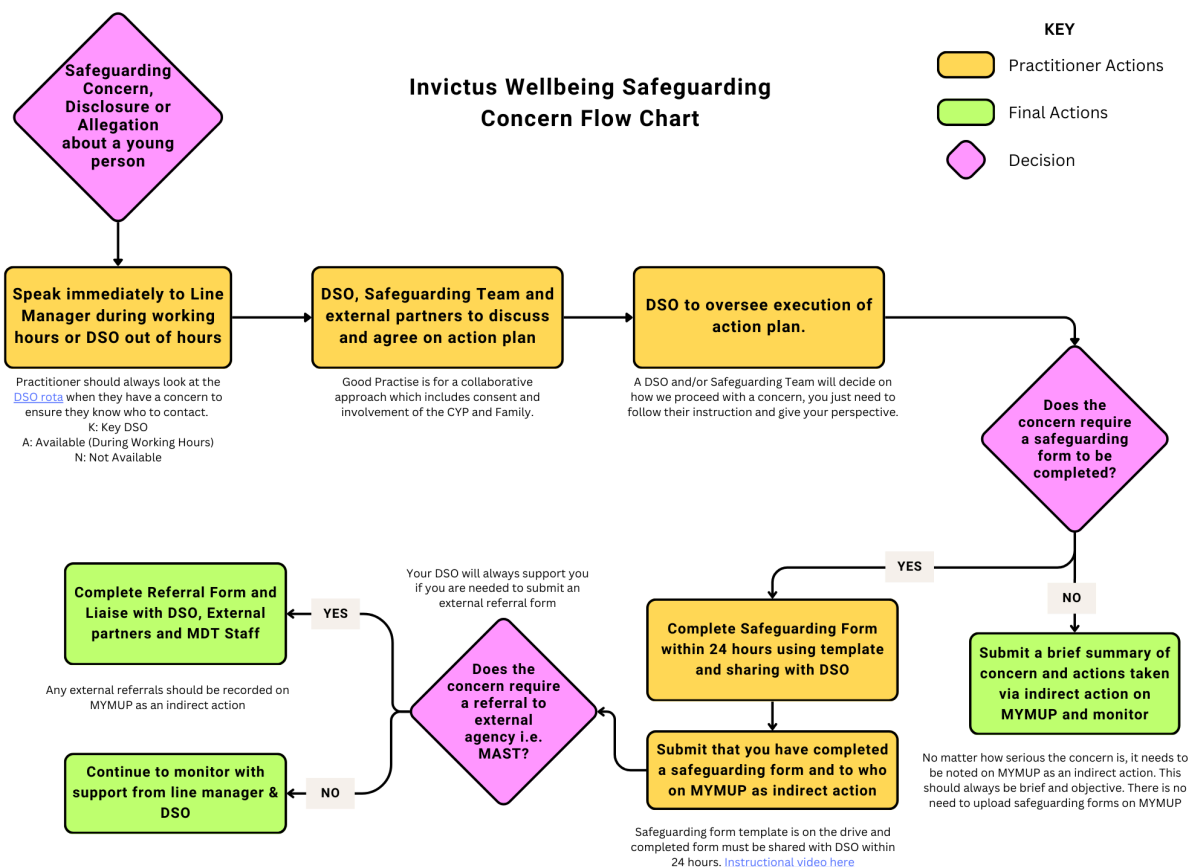 Invictus Wellbeing Safeguarding
Concern Flow Chart
KEY
Practitioner Actions
Final Actions
Decision
Safeguarding
Concern,
Disclosure or
Allegation
about a young
person
Speak immediately to Line
Manager during working
hours or DSO out of hours
Practitioner should always look at the
DSO rota when they have a concern to
ensure they know who to contact.
K: Key DSO
A: Available (During Working Hours)
N: Not Available
DSO, Safeguarding Team and
external partners to discuss
and agree on action plan
Good Practise is for a collaborative
approach which includes consent and
involvement of the CYP and Family.
DSO to oversee execution of
action plan.
A DSO and/or Safeguarding Team will decide on
how we proceed with a concern, you just need to
follow their instruction and give your perspective.
Does the
concern require
a safeguarding
form to be
completed?
YES
NO
Submit a brief summary of
concern and actions taken
via indirect action on
MYMUP and monitor
No matter how serious the concern is, it needs to
be noted on MYMUP as an indirect action. This
should always be brief and objective. There is no
need to upload safeguarding forms on MYMUP
Complete Safeguarding Form
within 24 hours using template
and sharing with DSO
Submit that you have completed
a safeguarding form and to who
on MYMUP as indirect action
Safeguarding form template is on the drive and
completed form must be shared with DSO within
24 hours. Instructional video here
Your DSO will always support you
if you are needed to submit an
external referral form
Does the
concern require
a referral to
external
agency i.e.
MAST?
YES
Complete Referral Form and
Liaise with DSO, External
partners and MDT Staff
Any external referrals should be recorded on
MYMUP as an indirect action
NO
Continue to monitor with
support from line manager &
DSO